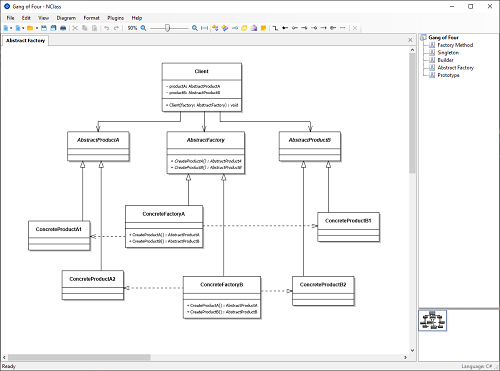 Gang of Four - NClass
File Edit View Diagram Format Plugins Help
90%
Abstract Factory
Gang of Four
Factory Method
Singleton
Builder
Abstract Factory
Prototype
Client
- productA: AbstractProductA
- productB: AbstractProductB
+ Client(factory: AbstractFactory) : void
AbstractProductA
AbstractFactory
+ CreateProductA() : AbstractProductA
+ CreateProductB() : AbstractProductB
AbstractProductB
ConcreteProductA1
ConcreteFactoryA
+ CreateProductA() : AbstractProductA
+ CreateProductB() : AbstractProductB
ConcreteProductB1
ConcreteProductA2
ConcreteFactoryB
+ CreateProductA() : AbstractProductA
+ CreateProductB() : AbstractProductB
ConcreteProductB2
Ready
Language: C#